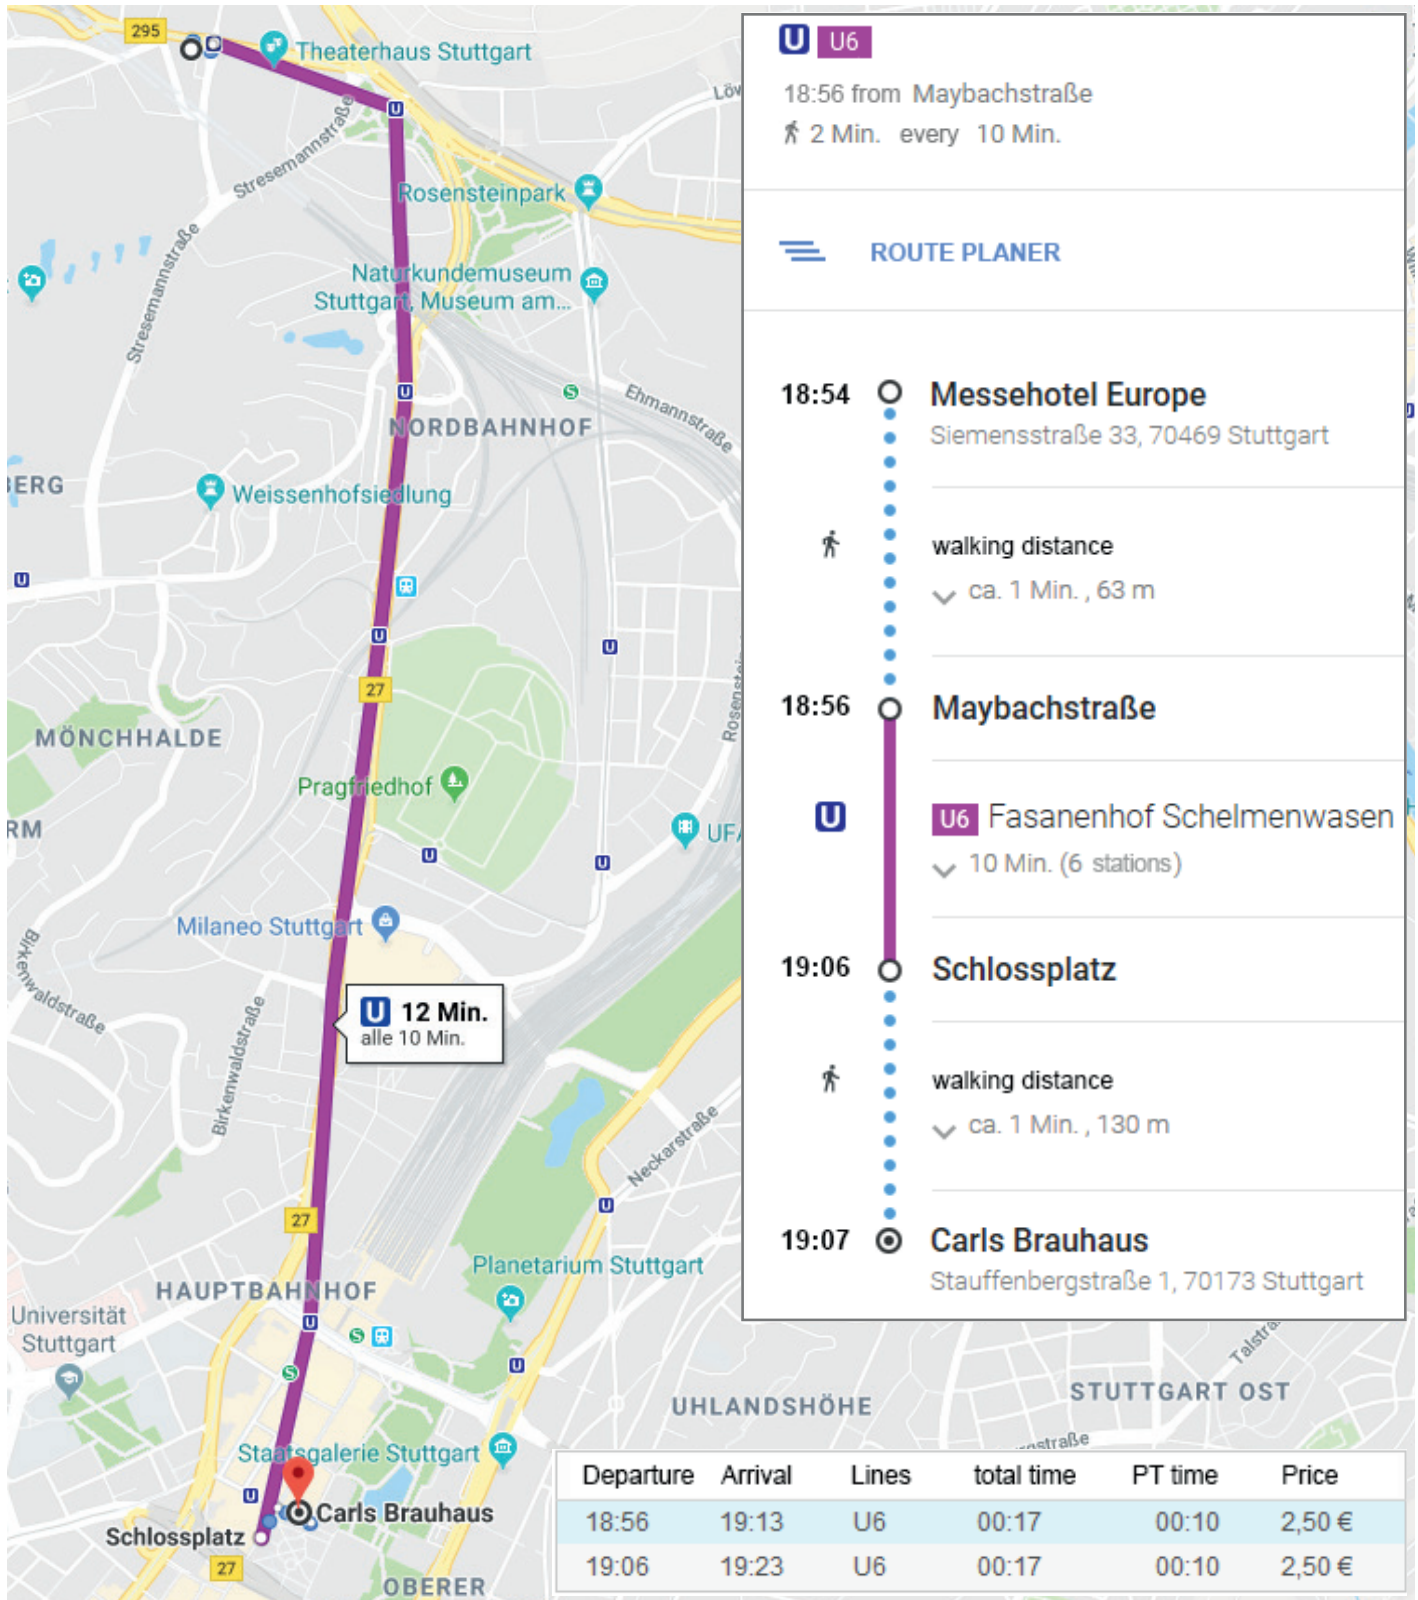 295
Theaterhaus Stuttgart
Löw
Stresemannstraße
Rosensteinpark
Stresemannstraße
Naturkundemuseum
Stuttgart, Museum am...
NORDBAHNHOF
Ehmannstraße
ERG
Weissenhofsiedlung
27
Rosenstein
MÖNCHHALDE
Pragfriedhof
RM
UFA
Milaneo Stuttgart
Birkenwaldstraße
U 12 Min.
alle 10 Min.
Birkenwaldstraße
Neckarstraße
27
Planetarium Stuttgart
HAUPTBAHNHOF
Universität
Stuttgart
Talstra
STUTTGART OST
UHLANDSHÖHE
straße
Staatsgalerie Stuttgart
Carls Brauhaus
Schlossplatz
27
OBERER
U U6
18:56 from Maybachstraße
2 Min. every 10 Min.
ROUTE PLANER
18:54 Messehotel Europe
Siemensstraße 33, 70469 Stuttgart
walking distance
ca. 1 Min. , 63 m
18:56 Maybachstraße
U U6 Fasanenhof Schelmenwasen
10 Min. (6 stations)
19:06 Schlossplatz
walking distance
ca. 1 Min. , 130 m
19:07 Carls Brauhaus
Stauffenbergstraße 1, 70173 Stuttgart
Departure Arrival Lines total time PT time Price
18:56 19:13 U6 00:17 00:10 2,50 €
19:06 19:23 U6 00:17 00:10 2,50 €